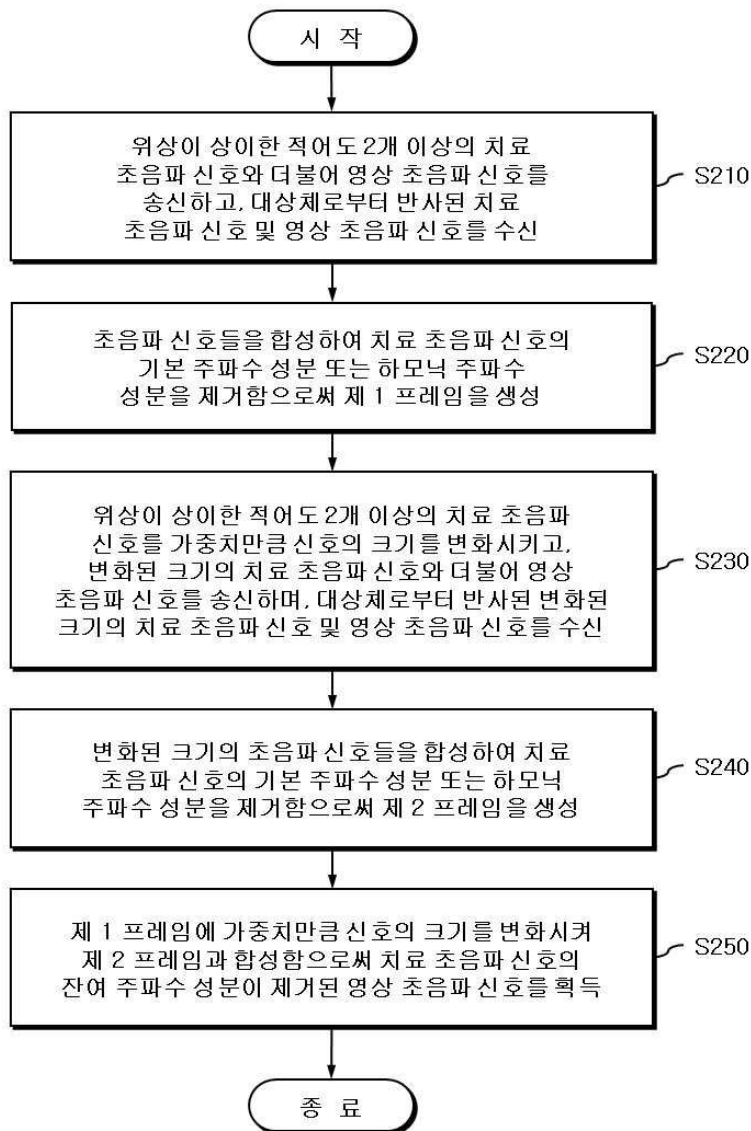 시 작
위상이 상이한 적어도 2개 이상의 치료
초음파 신호와 더불어 영상 초음파 신호를
송신하고, 대상체로부터 반사된 치료
초음파 신호 및 영상 초음파 신호를 수신
S210
초음파 신호들을 합성하여 치료 초음파 신호의
기본 주파수 성분 또는 하모닉 주파수
성분을 제거함으로써 제 1 프레임을 생성
S220
위상이 상이한 적어도 2개 이상의 치료 초음파
신호를 가중치만큼 신호의 크기를 변화시키고,
변화된 크기의 치료 초음파 신호와 더불어 영상
초음파 신호를 송신하며, 대상체로부터 반사된 변화된
크기의 치료 초음파 신호 및 영상 초음파 신호를 수신
S230
변화된 크기의 초음파 신호들을 합성하여 치료
초음파 신호의 기본 주파수 성분 또는 하모닉
주파수 성분을 제거함으로써 제 2 프레임을 생성
S240
제 1 프레임에 가중치만큼 신호의 크기를 변화시켜
제 2 프레임과 합성함으로써 치료 초음파 신호의
잔여 주파수 성분이 제거된 영상 초음파 신호를 획득
S250
종 료